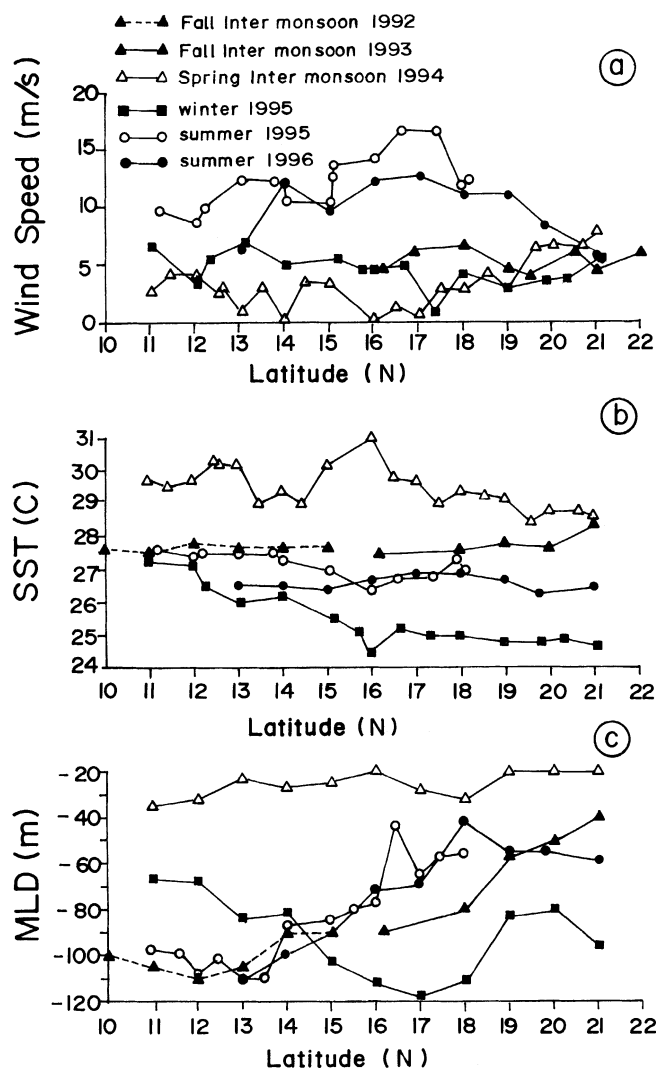 Fall Inter monsoon 1992
Fall Inter monsoon 1993
Spring Inter monsoon 1994
winter 1995
summer 1995
summer 1996
a
Wind Speed (m/s)
20
15
10
5
0
10 11 12 13 14 15 16 17 18 19 20 21 22
Latitude (N)
b
SST (C)
31
30
29
28
27
26
25
24
10 11 12 13 14 15 16 17 18 19 20 21 22
Latitude (N)
c
MLD (m)
-20
-40
-60
-80
-100
-120
10 11 12 13 14 15 16 17 18 19 20 21 22
Latitude (N)